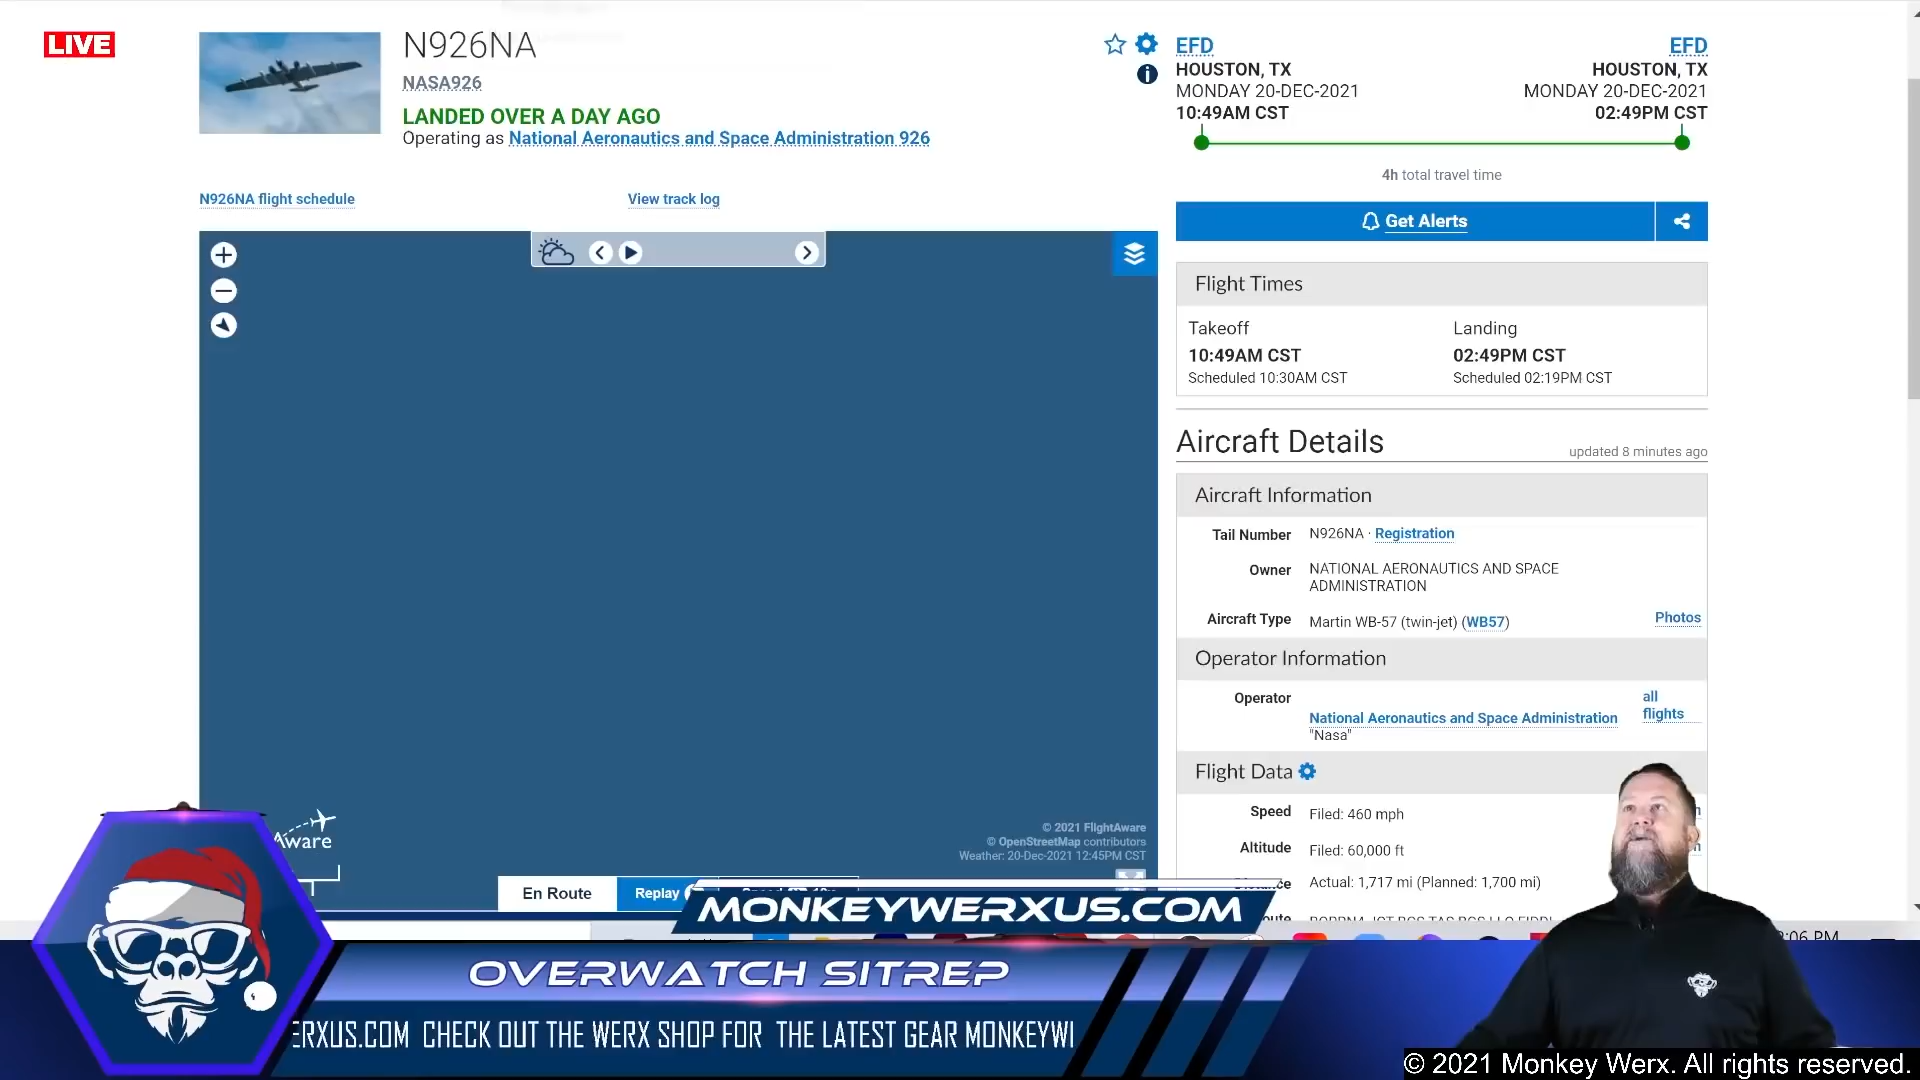 LIVE
N926NA
NASA926
LANDED OVER A DAY AGO
Operating as National Aeronautics and Space Administration 926
N926NA flight schedule
View track log
EFD
EFD
HOUSTON, TX
HOUSTON, TX
MONDAY 20-DEC-2021
MONDAY 20-DEC-2021
10:49AM CST
02:49PM CST
4h total travel time
Get Alerts
Flight Times
Takeoff
Landing
10:49AM CST
02:49PM CST
Scheduled 10:30AM CST
Scheduled 02:19PM CST
Aircraft Details
updated 8 minutes ago
Aircraft Information
Tail Number
N926NA · Registration
Owner
NATIONAL AERONAUTICS AND SPACE
ADMINISTRATION
Aircraft Type
Martin WB-57 (twin-jet) (WB57)
Photos
Operator Information
Operator
all
flights
National Aeronautics and Space Administration
"Nasa"
Flight Data
Speed
Filed: 460 mph
Altitude
Filed: 60,000 ft
Actual: 1,717 mi (Planned: 1,700 mi)
Aware
© 2021 FlightAware
© OpenStreetMap contributors
Weather: 20-Dec-2021 12:45PM CST
En Route
Replay
MONKEYWERXUS.COM
:06 PM
OVERWATCH SITREP
ERXUS.COM CHECK OUT THE WERX SHOP FOR THE LATEST GEAR MONKEYWI
© 2021 Monkey Werx. All rights reserved.